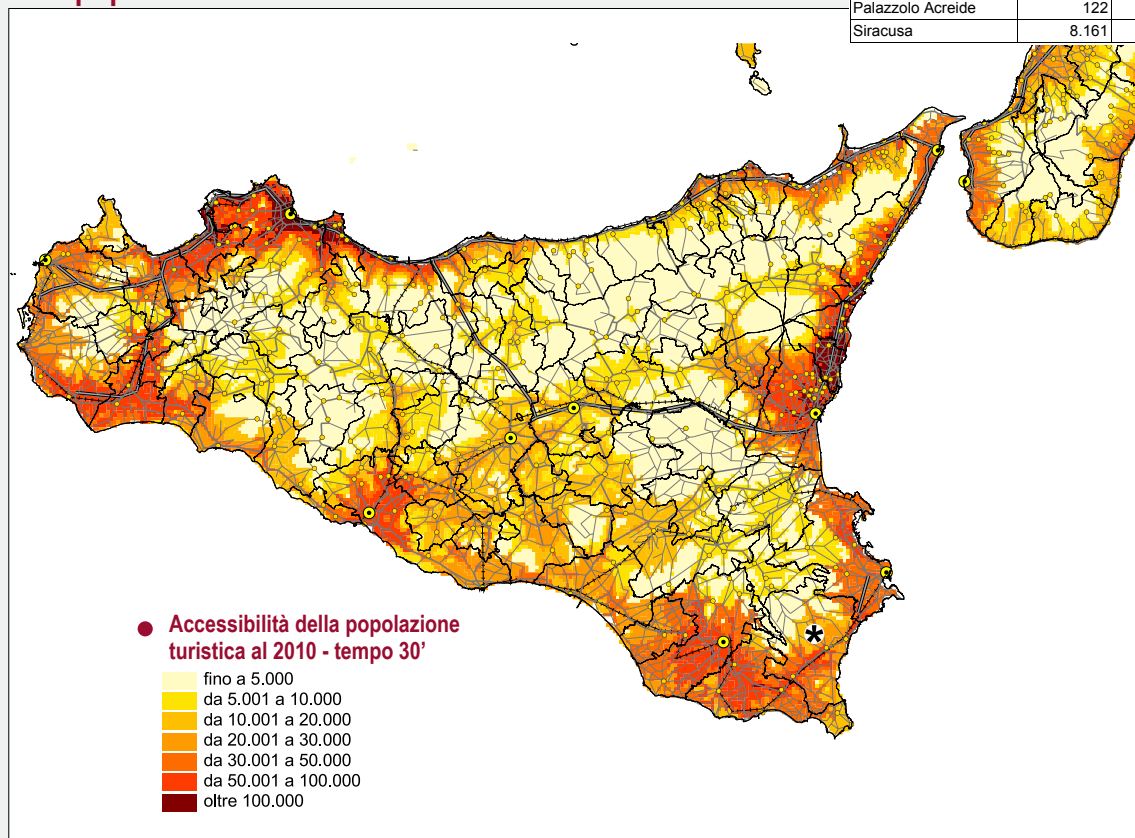 Palazzolo Acreide 122
Siracusa 8.161
Accessibilità della popolazione
turistica al 2010 - tempo 30’
fino a 5.000
da 5.001 a 10.000
da 10.001 a 20.000
da 20.001 a 30.000
da 30.001 a 50.000
da 50.001 a 100.000
oltre 100.000
*